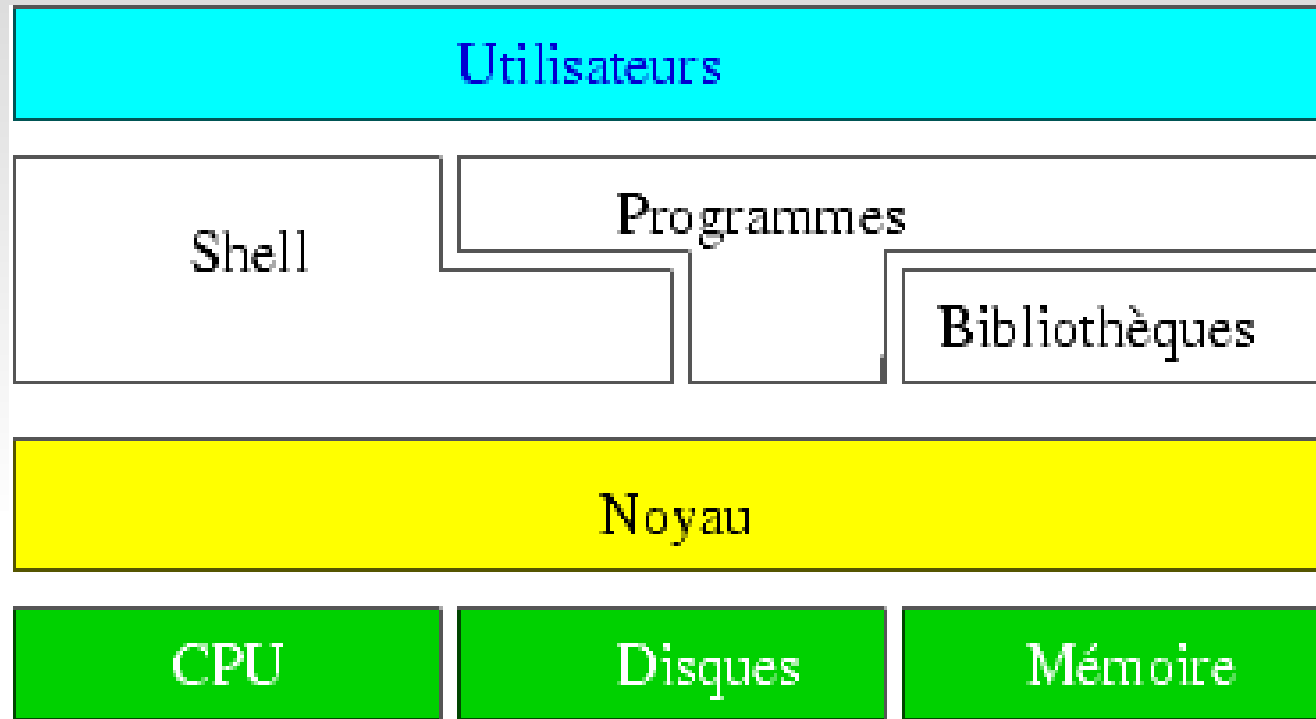 Utilisateurs
Programmes
Shell
Bibliothèques
Noyau
CPU Disques Mémoire